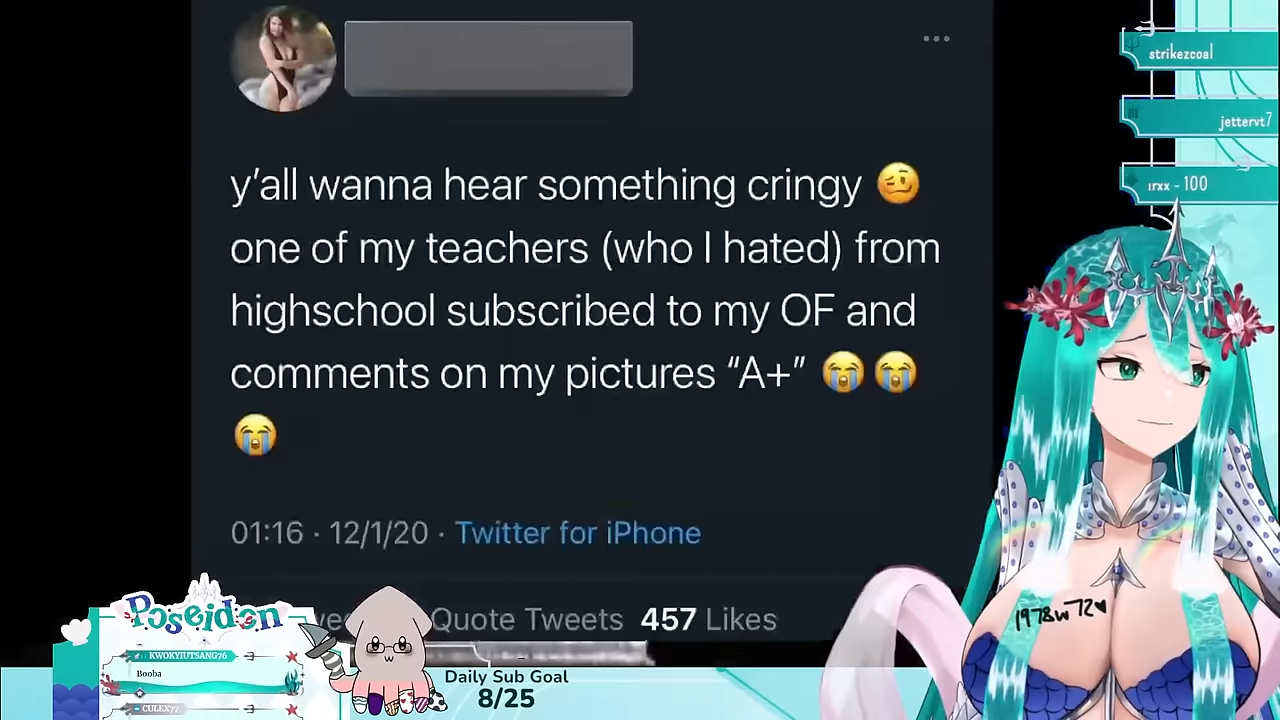 strikezcoal
jettervt7
ırxx - 100
y'all wanna hear something cringy 🥴
one of my teachers (who I hated) from
highschool subscribed to my OF and
comments on my pictures "A+" 😭😭
😭
01:16 · 12/1/20 · Twitter for iPhone
Quote Tweets 457 Likes
1978w72♥
Poseidon
KWOKYIUTSANG76
Booba
CULEX77
Daily Sub Goal
8/25